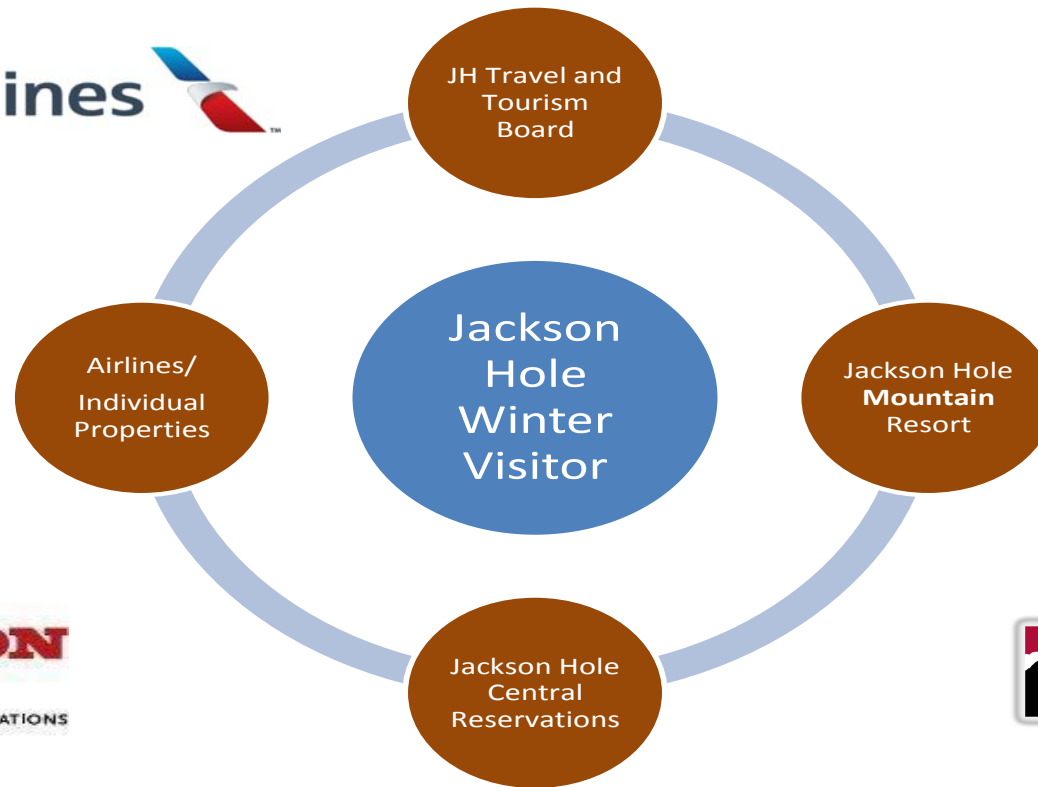 ines
TM
JH Travel and
Tourism
Board
Airlines/
Individual
Properties
Jackson
Hole
Winter
Visitor
Jackson Hole
Mountain
Resort
ON
ATIONS
Jackson Hole
Central
Reservations